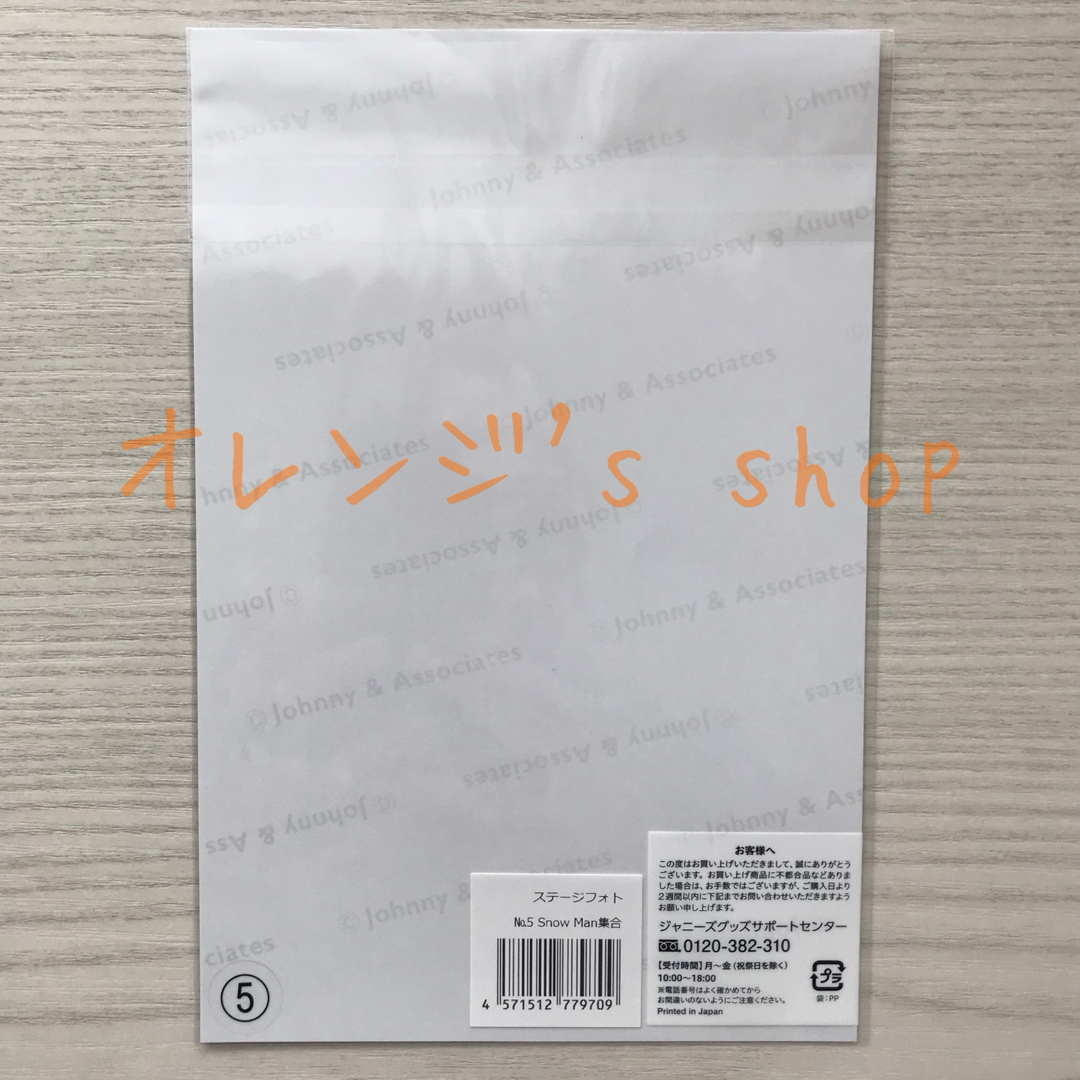 & Associates
© Johnny
© Johnny
© Johnny & Associates
Associates
Johnny & Associates
© Johnny & Associates
© Johnny & Associates
オレンジ's shop
hnny & Associates
& Associates
© Johnny & Associates
© Johnny
© Johnny & Associates
© Johnny & Associates
ciates
© Johnny & Associates
© Johnny & Ass
© Johnny & Ass
© Johnny
ciates
ステージフォト
№5 Snow Man集合
4 571512 779709
お客様へ
この度はお買い上げいただきまして、誠にありがとう
ございます。お買い上げ商品に不都合品などありま
した場合は、お手数ではございますが、ご購入日より
2週間以内に下記までお問い合わせいただきますよう
お願い申し上げます。
ジャニーズグッズサポートセンター
0120-382-310
【受付時間】月〜金（祝祭日を除く）
10:00〜18:00
※電話番号はよく確かめてから
お間違いのないようにご注意ください。
Printed in Japan
プラ
袋：PP
5